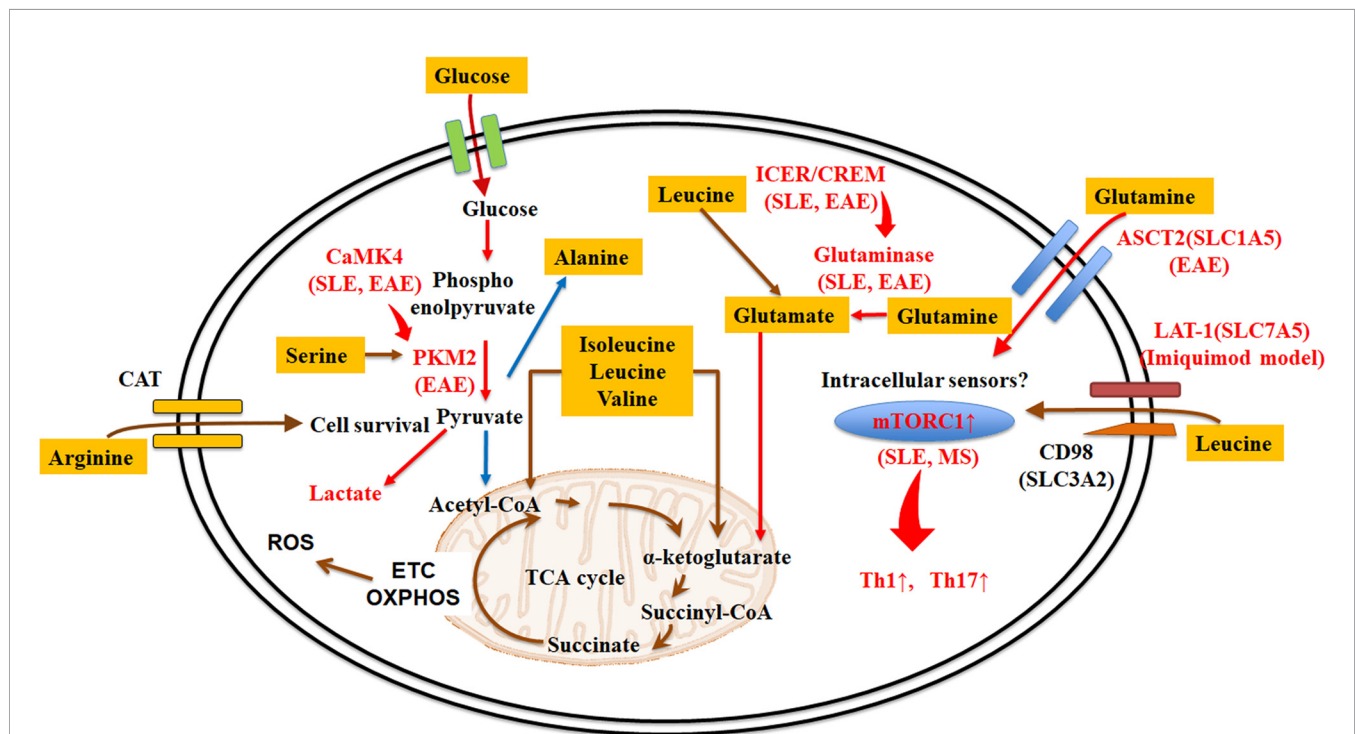 Glucose
Glucose
ICER/CREM
(SLE, EAE)
Leucine
Glutamine
ASCT2(SLC1A5)
(EAE)
CaMK4
(SLE, EAE)
Alanine
Glutaminase
(SLE, EAE)
Phospho
enolpyruvate
Glutamate
Glutamine
LAT-1(SLC7A5)
(Imiquimod model)
Serine
PKM2
(EAE)
Isoleucine
Leucine
Valine
Intracellular sensors?
CAT
Cell survival
Pyruvate
mTORC1↑
(SLE, MS)
CD98
(SLC3A2)
Leucine
Arginine
Lactate
Acetyl-CoA
ROS
ETC
OXPHOS
TCA cycle
α-ketoglutarate
Succinyl-CoA
Succinate
Th1↑, Th17↑